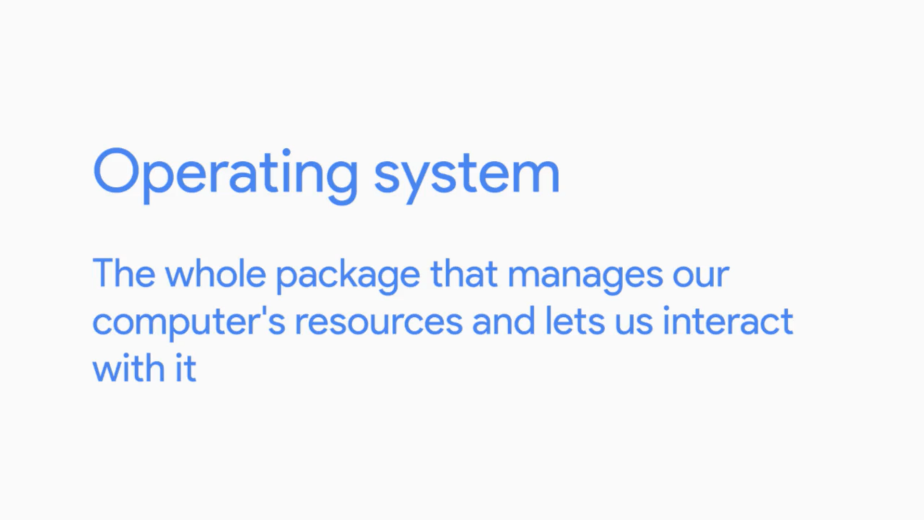 Operating system
The whole package that manages our
computer's resources and lets us interact
with it